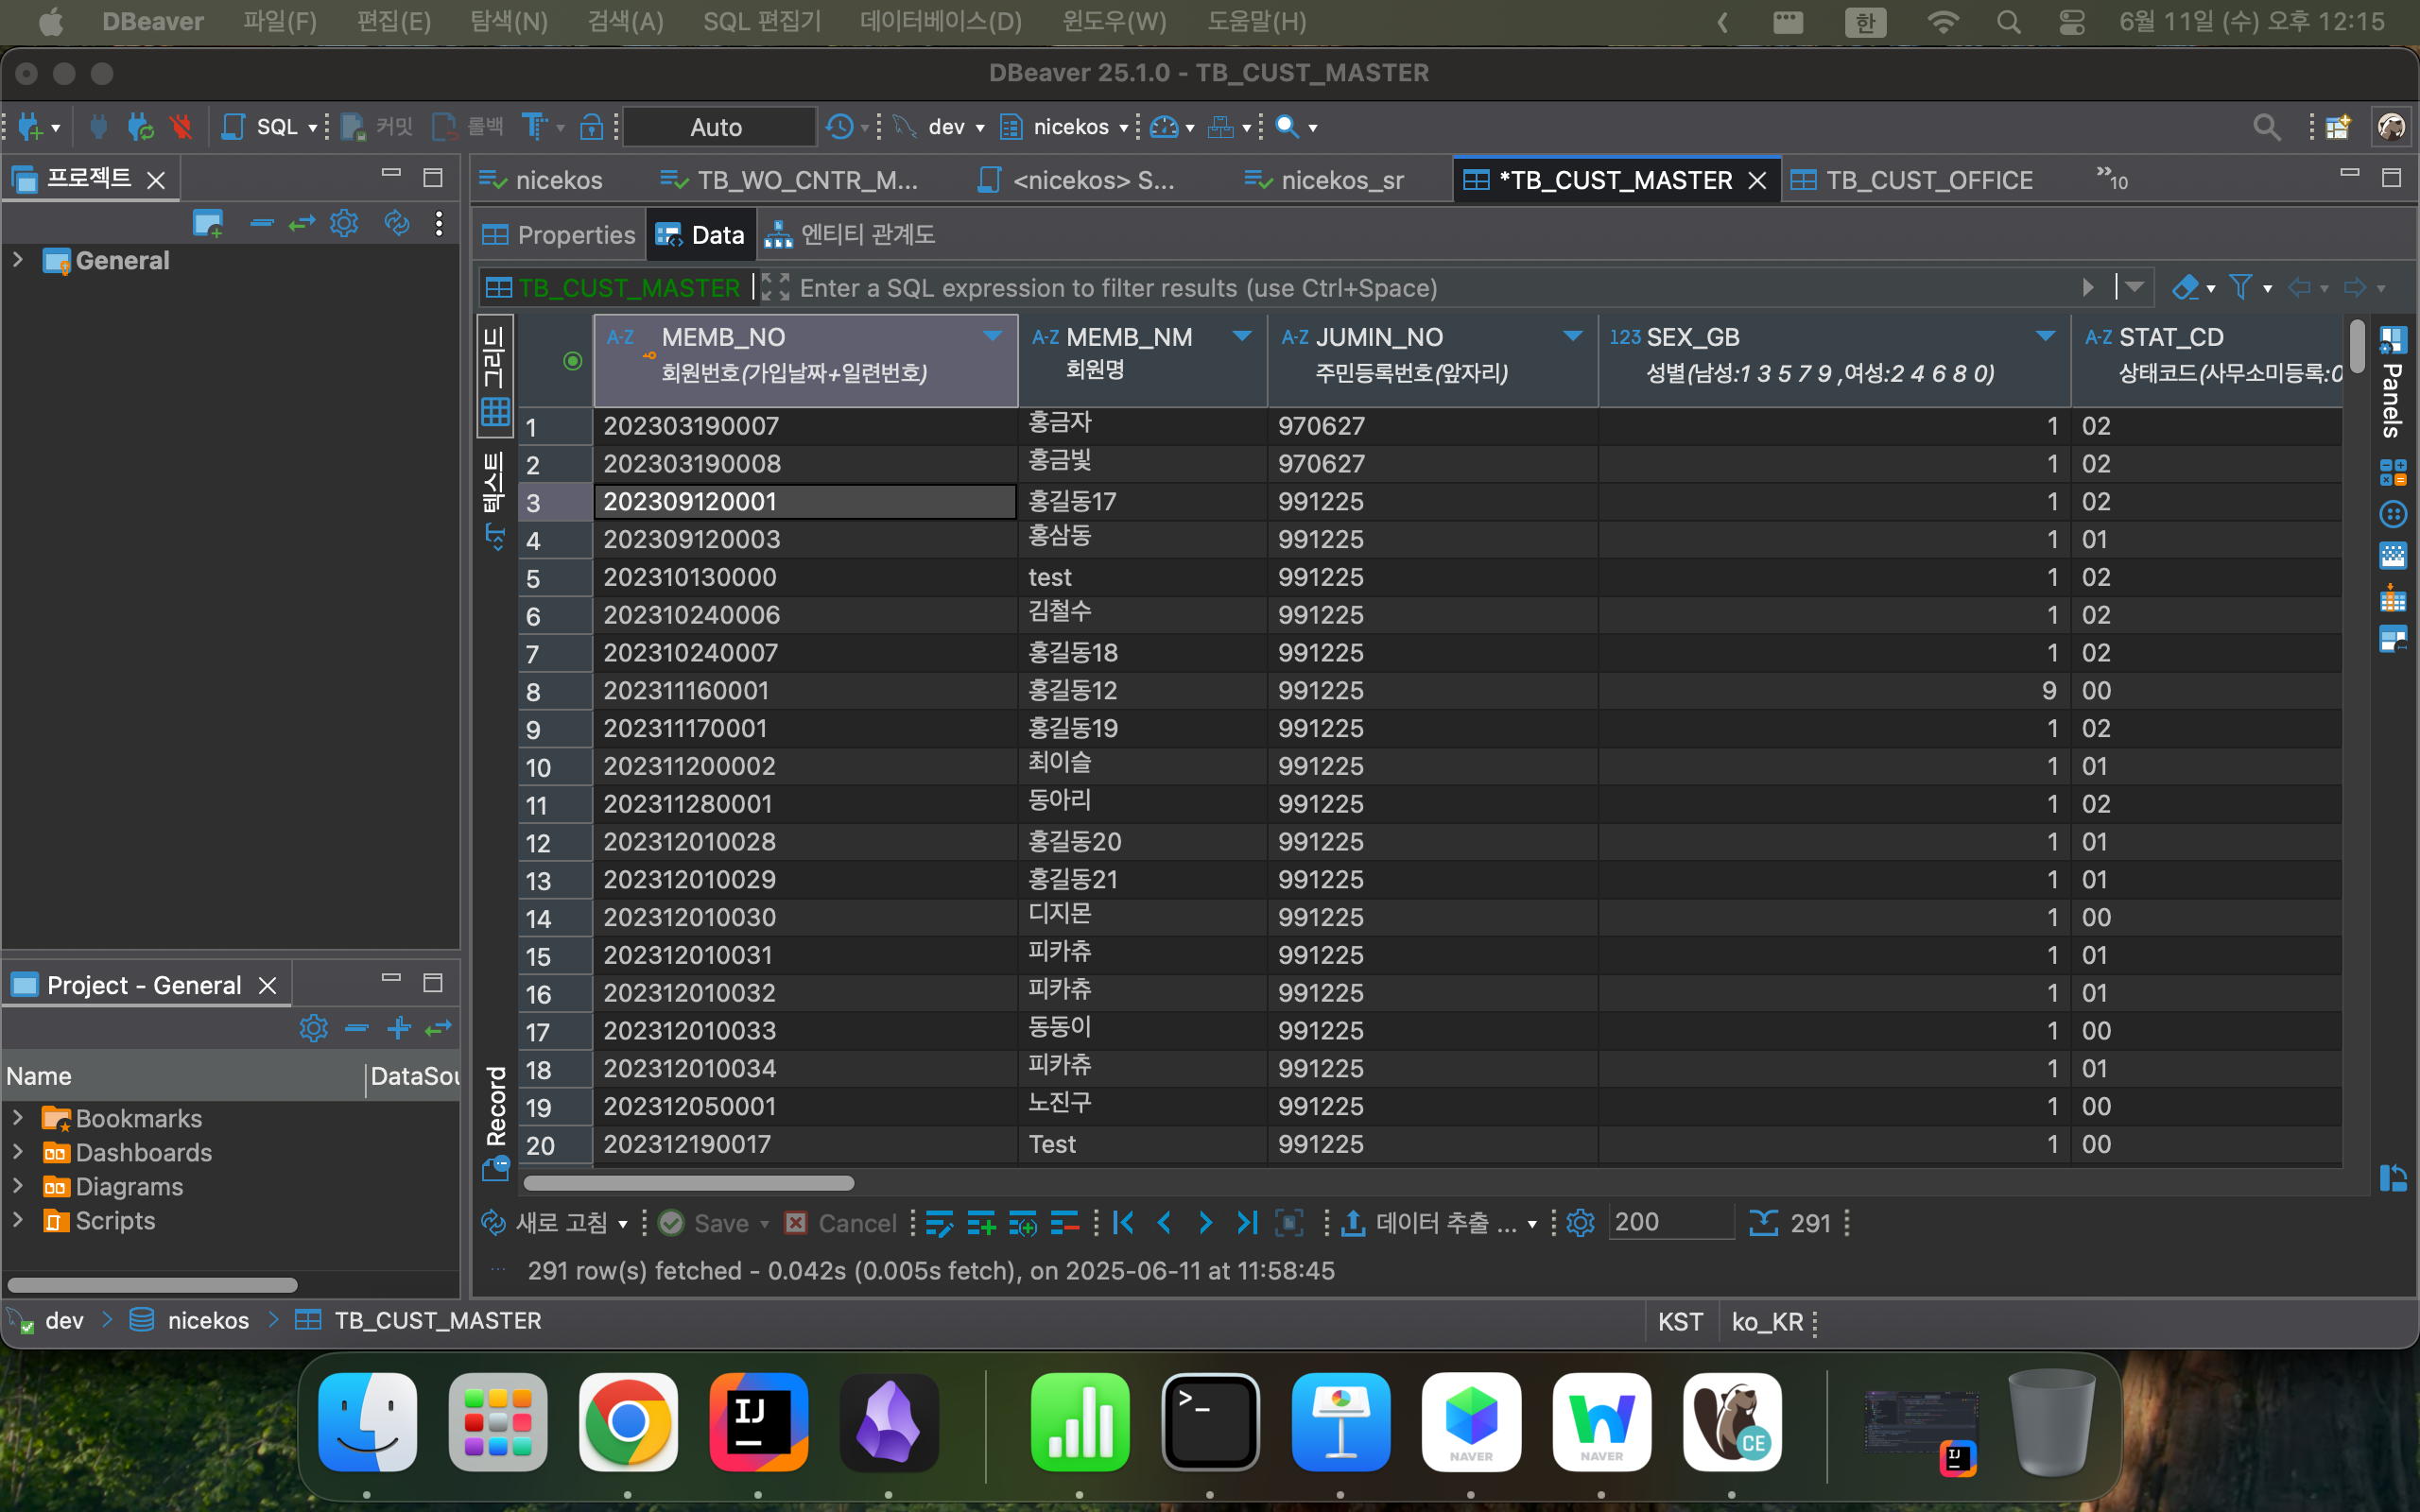 DBeaver 파일(F) 편집(E) 탐색(N) 검색(A) SQL 편집기 데이터베이스(D) 윈도우(W) 도움말(H) 한 6월 11일 (수) 오후 12:15
DBeaver 25.1.0 - TB_CUST_MASTER
SQL 커밋 롤백 Auto dev nicekos
프로젝트
General
nicekos TB_WO_CNTR_M... <nicekos> S... nicekos_sr *TB_CUST_MASTER TB_CUST_OFFICE »10
Properties Data 엔티티 관계도
TB_CUST_MASTER Enter a SQL expression to filter results (use Ctrl+Space)
그리드
텍스트
Record
A-Z MEMB_NO A-Z MEMB_NM A-Z JUMIN_NO 123 SEX_GB A-Z STAT_CD
회원번호(가입날짜+일련번호) 회원명 주민등록번호(앞자리) 성별(남성:1 3 5 7 9 ,여성:2 4 6 8 0) 상태코드(사무소미등록:0
1 202303190007 홍금자 970627 1 02
2 202303190008 홍금빛 970627 1 02
3 202309120001 홍길동17 991225 1 02
4 202309120003 홍삼동 991225 1 01
5 202310130000 test 991225 1 02
6 202310240006 김철수 991225 1 02
7 202310240007 홍길동18 991225 1 02
8 202311160001 홍길동12 991225 9 00
9 202311170001 홍길동19 991225 1 02
10 202311200002 최이슬 991225 1 01
11 202311280001 동아리 991225 1 02
12 202312010028 홍길동20 991225 1 01
13 202312010029 홍길동21 991225 1 01
14 202312010030 디지몬 991225 1 00
15 202312010031 피카츄 991225 1 01
16 202312010032 피카츄 991225 1 01
17 202312010033 동동이 991225 1 00
18 202312010034 피카츄 991225 1 01
19 202312050001 노진구 991225 1 00
20 202312190017 Test 991225 1 00
Panels
Project - General
Name DataSou
Bookmarks
Dashboards
Diagrams
Scripts
새로 고침 Save Cancel 데이터 추출 ... 200 291
291 row(s) fetched - 0.042s (0.005s fetch), on 2025-06-11 at 11:58:45
dev nicekos TB_CUST_MASTER KST ko_KR
IJ
>_
NAVER
NAVER
CE
IJ